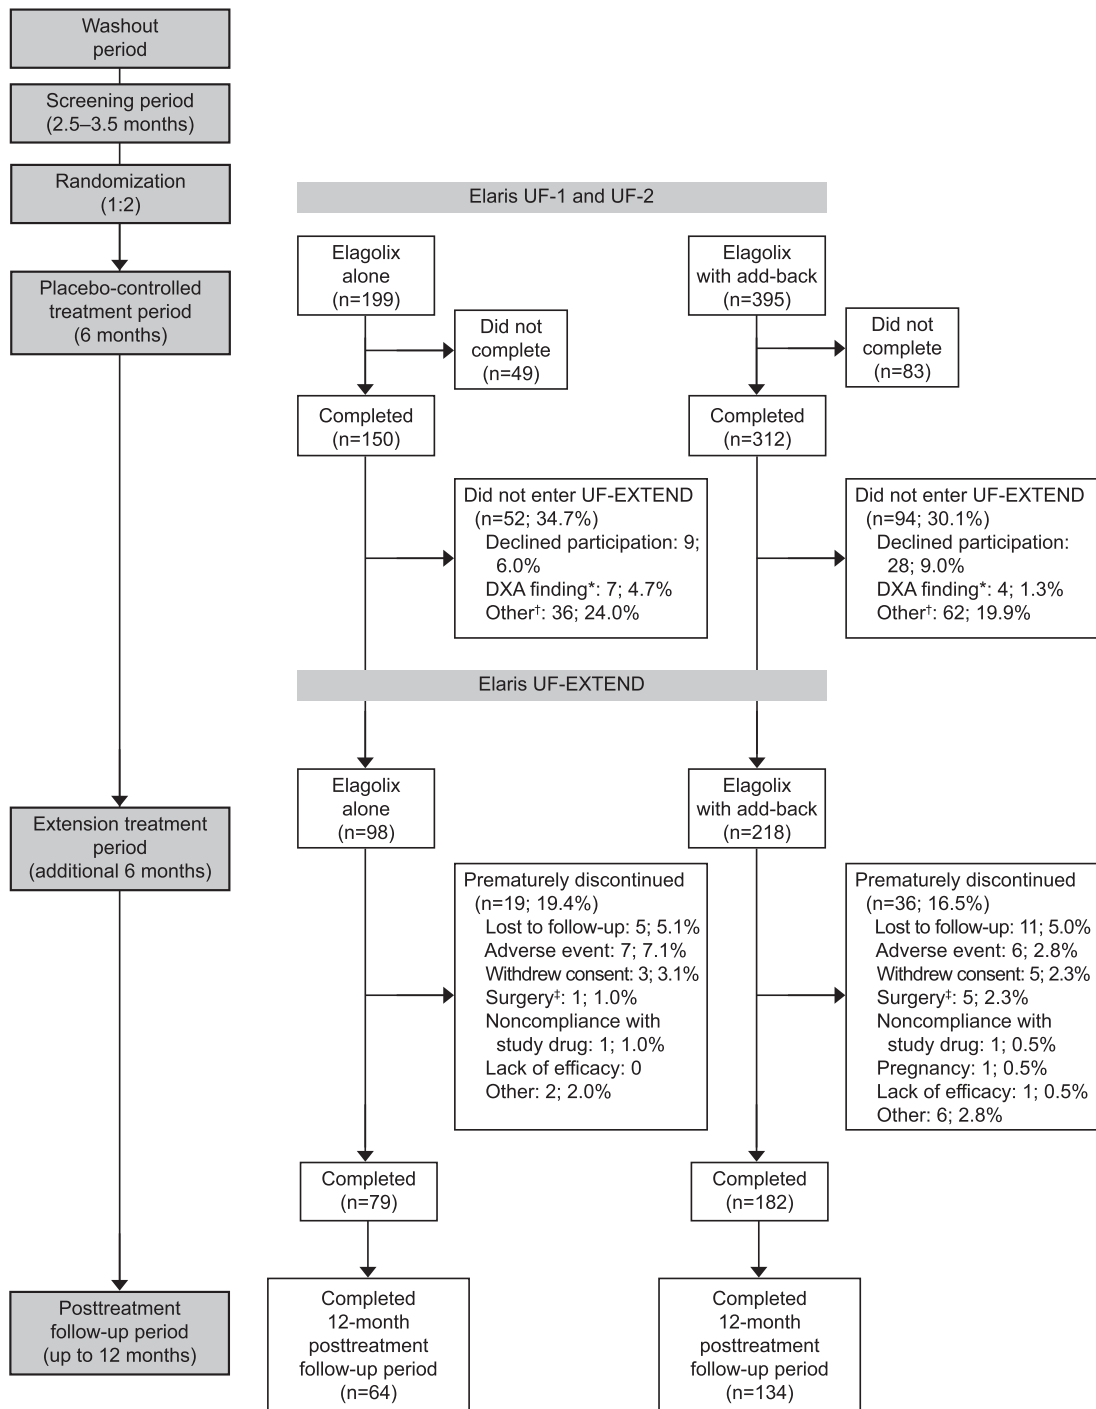 Washout
period
Screening period
(2.5–3.5 months)
Randomization
(1:2)
Placebo-controlled
treatment period
(6 months)
Extension treatment
period
(additional 6 months)
Posttreatment
follow-up period
(up to 12 months)
Elaris UF-1 and UF-2
Elagolix
alone
(n=199)
Elagolix
with add-back
(n=395)
Did not
complete
(n=49)
Did not
complete
(n=83)
Completed
(n=150)
Completed
(n=312)
Did not enter UF-EXTEND
(n=52; 34.7%)
Declined participation: 9;
6.0%
DXA finding*: 7; 4.7%
Other†: 36; 24.0%
Did not enter UF-EXTEND
(n=94; 30.1%)
Declined participation:
28; 9.0%
DXA finding*: 4; 1.3%
Other†: 62; 19.9%
Elaris UF-EXTEND
Elagolix
alone
(n=98)
Elagolix
with add-back
(n=218)
Prematurely discontinued
(n=19; 19.4%)
Lost to follow-up: 5; 5.1%
Adverse event: 7; 7.1%
Withdrew consent: 3; 3.1%
Surgery‡: 1; 1.0%
Noncompliance with
study drug: 1; 1.0%
Lack of efficacy: 0
Other: 2; 2.0%
Prematurely discontinued
(n=36; 16.5%)
Lost to follow-up: 11; 5.0%
Adverse event: 6; 2.8%
Withdrew consent: 5; 2.3%
Surgery‡: 5; 2.3%
Noncompliance with
study drug: 1; 0.5%
Pregnancy: 1; 0.5%
Lack of efficacy: 1; 0.5%
Other: 6; 2.8%
Completed
(n=79)
Completed
(n=182)
Completed
12-month
posttreatment
follow-up period
(n=64)
Completed
12-month
posttreatment
follow-up period
(n=134)